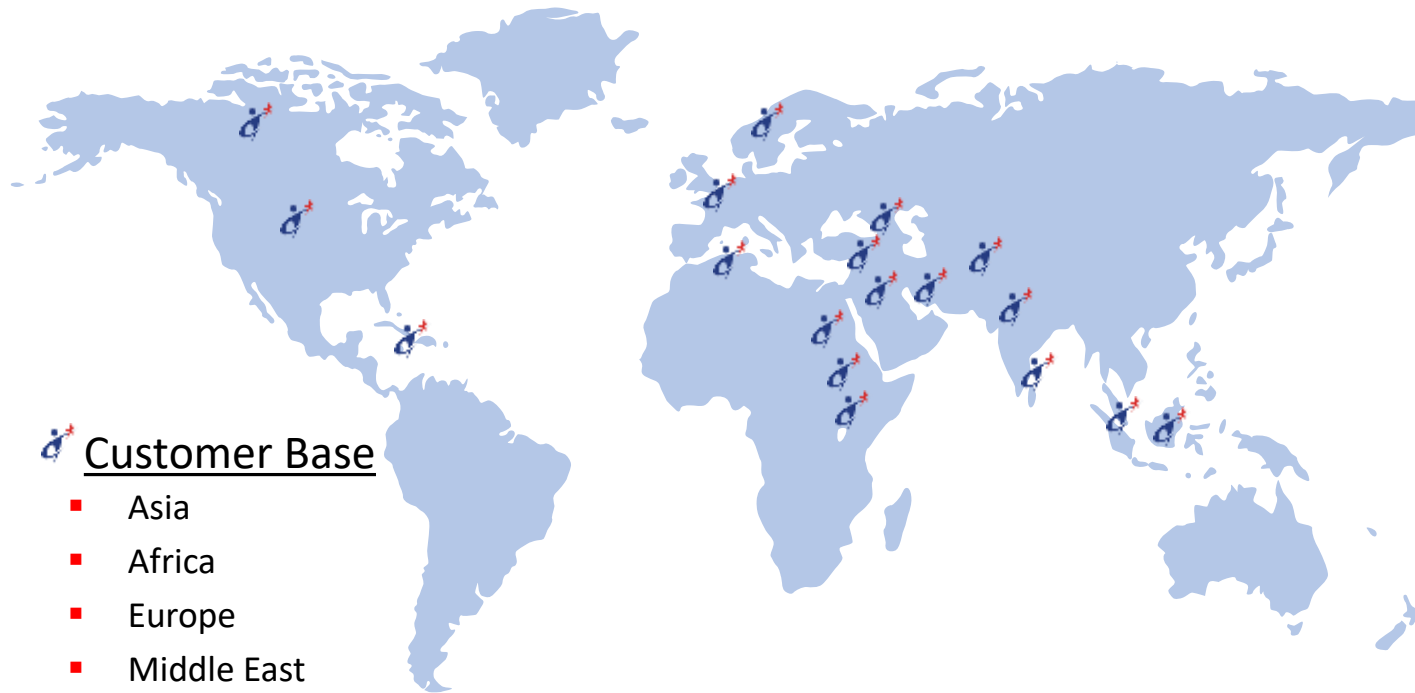 Customer Base
Asia
Africa
Europe
Middle East